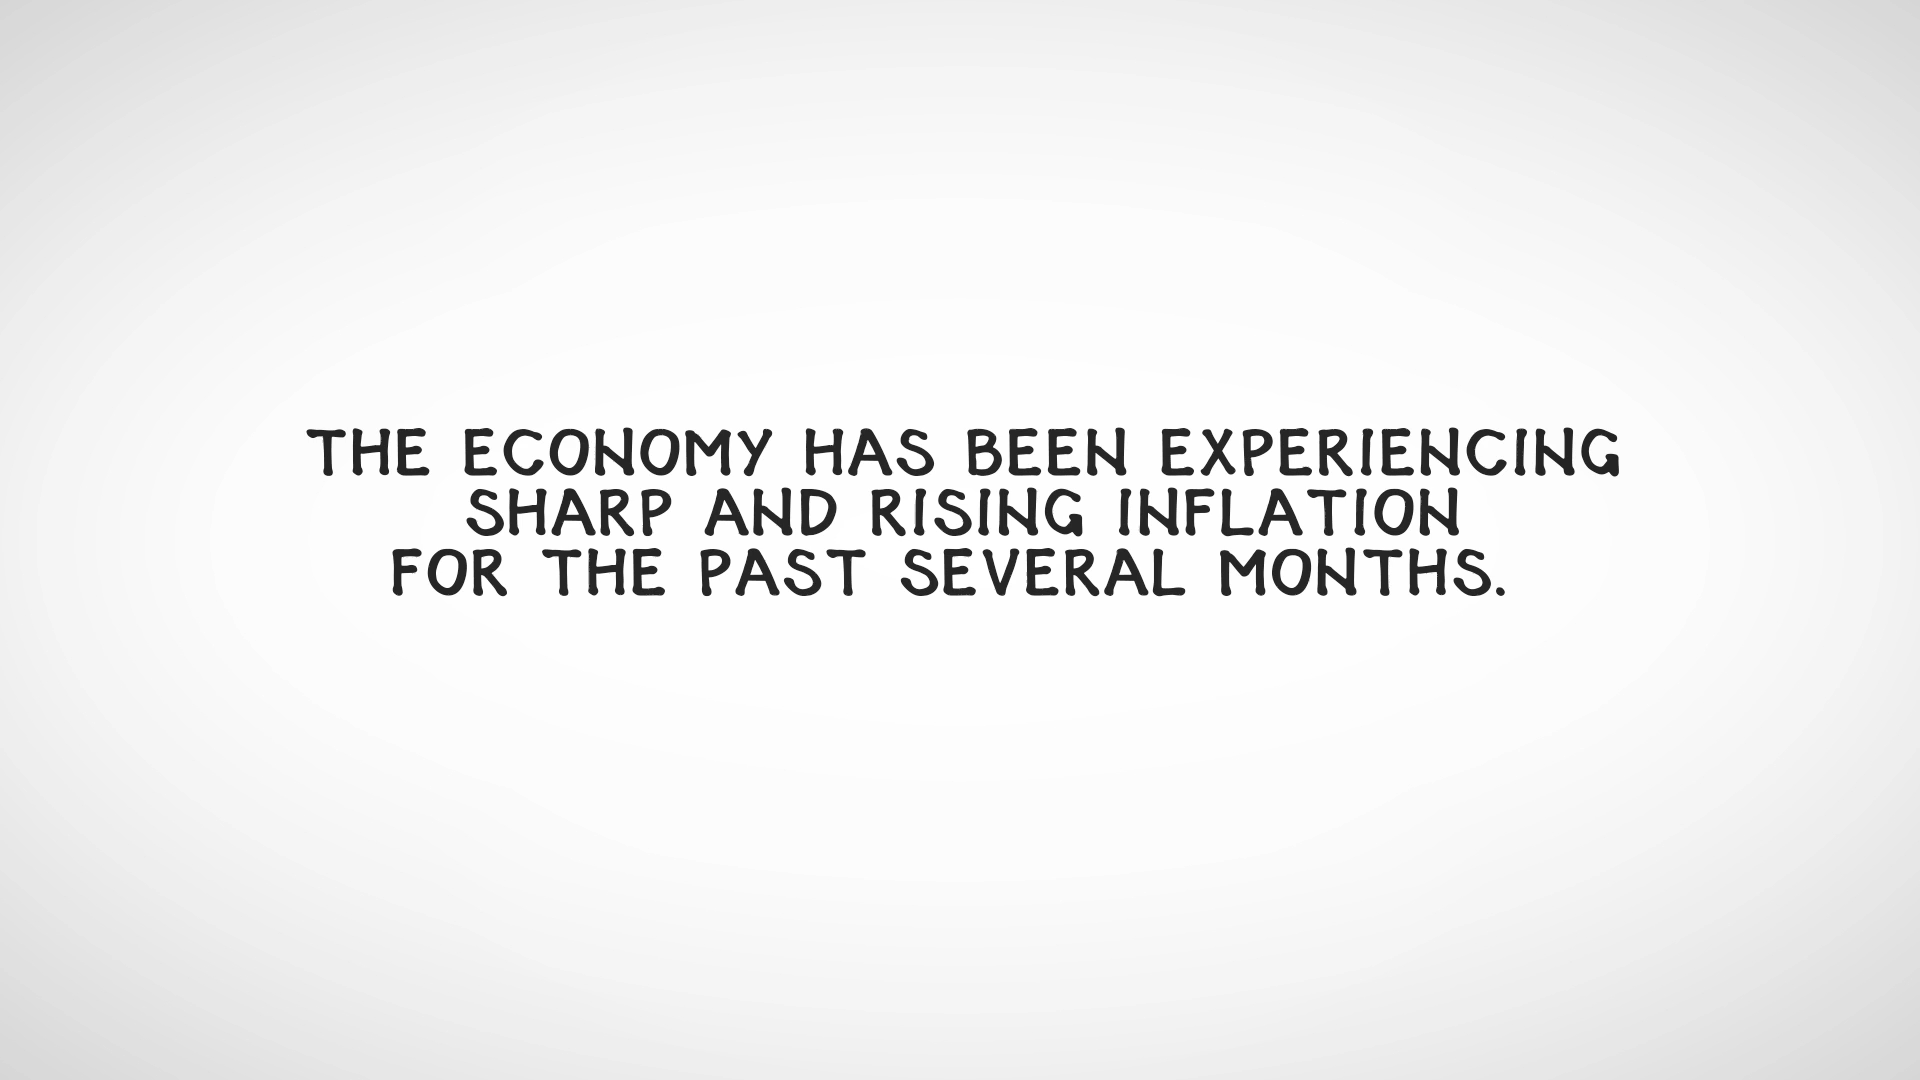 THE ECONOMY HAS BEEN EXPERIENCING
SHARP AND RISING INFLATION
FOR THE PAST SEVERAL MONTHS.